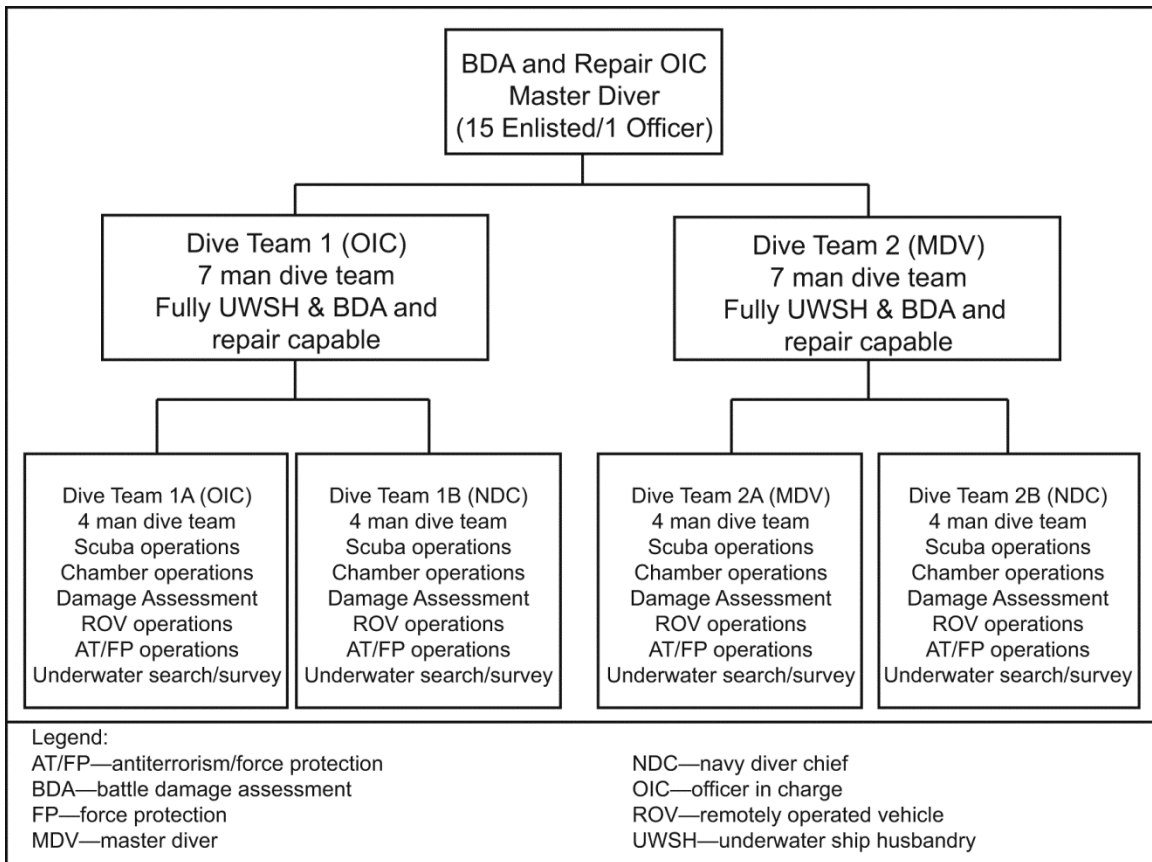 BDA and Repair OIC
Master Diver
(15 Enlisted/1 Officer)
Dive Team 1 (OIC)
7 man dive team
Fully UWSH & BDA and
repair capable
Dive Team 2 (MDV)
7 man dive team
Fully UWSH & BDA and
repair capable
Dive Team 1A (OIC)
4 man dive team
Scuba operations
Chamber operations
Damage Assessment
ROV operations
AT/FP operations
Underwater search/survey
Dive Team 1B (NDC)
4 man dive team
Scuba operations
Chamber operations
Damage Assessment
ROV operations
AT/FP operations
Underwater search/survey
Dive Team 2A (MDV)
4 man dive team
Scuba operations
Chamber operations
Damage Assessment
ROV operations
AT/FP operations
Underwater search/survey
Dive Team 2B (NDC)
4 man dive team
Scuba operations
Chamber operations
Damage Assessment
ROV operations
AT/FP operations
Underwater search/survey
Legend:
AT/FP—antiterrorism/force protection
BDA—battle damage assessment
FP—force protection
MDV—master diver
NDC—navy diver chief
OIC—officer in charge
ROV—remotely operated vehicle
UWSH—underwater ship husbandry